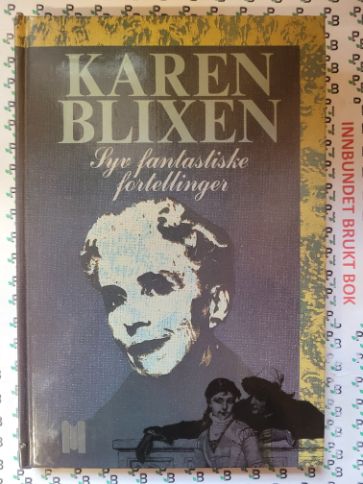 KAREN
BLIXEN
Syv fantastiske
fortellinger
INNBUNDET BRUKT BOK